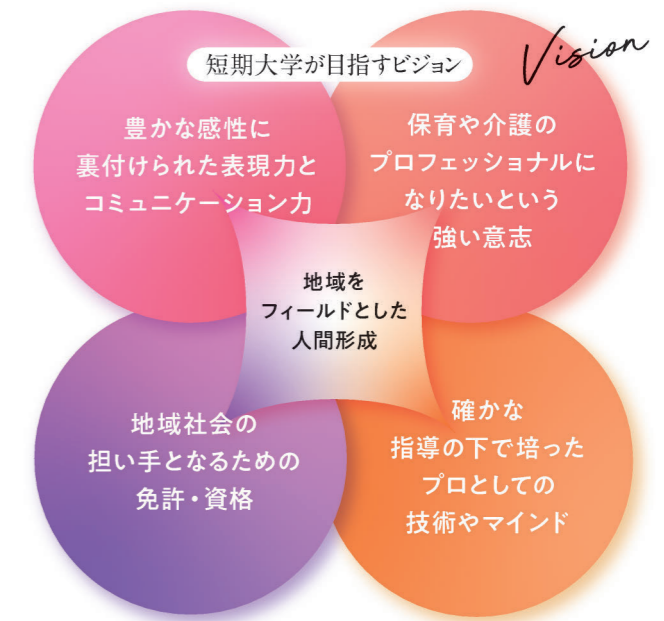 短期大学が目指すビジョン
Vision
豊かな感性に
裏付けられた表現力と
コミュニケーション力
保育や介護の
プロフェッショナルに
なりたいという
強い意志
地域を
フィールドとした
人間形成
地域社会の
担い手となるための
免許・資格
確かな
指導の下で培った
プロとしての
技術やマインド